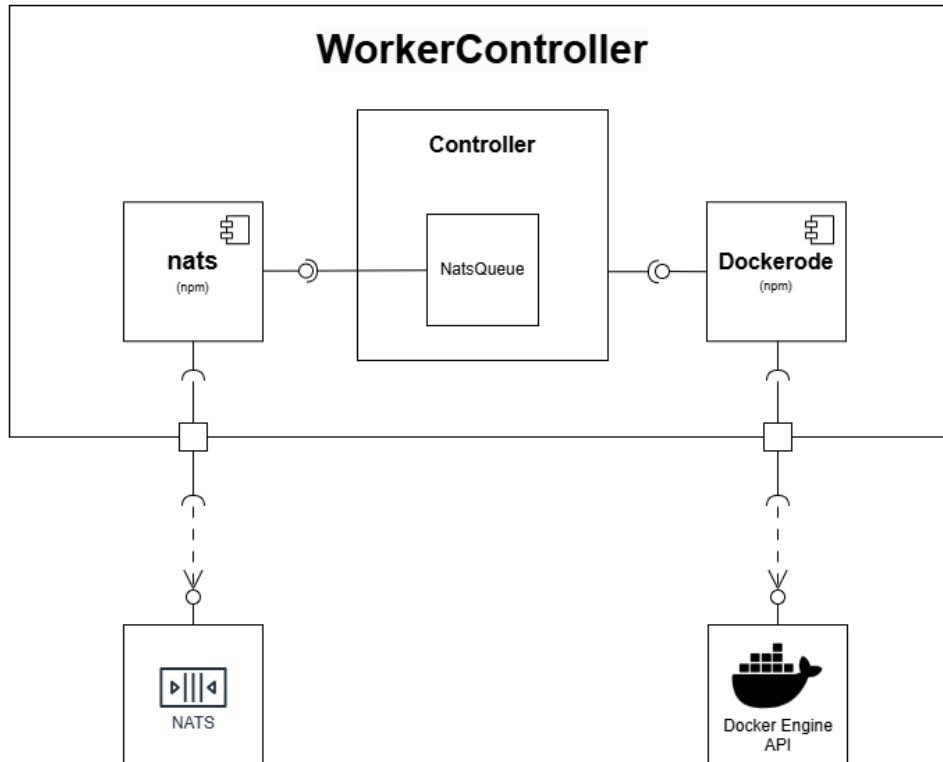 WorkerController
Controller
nats
(npm)
NatsQueue
Dockerode
(npm)
NATS
Docker Engine
API